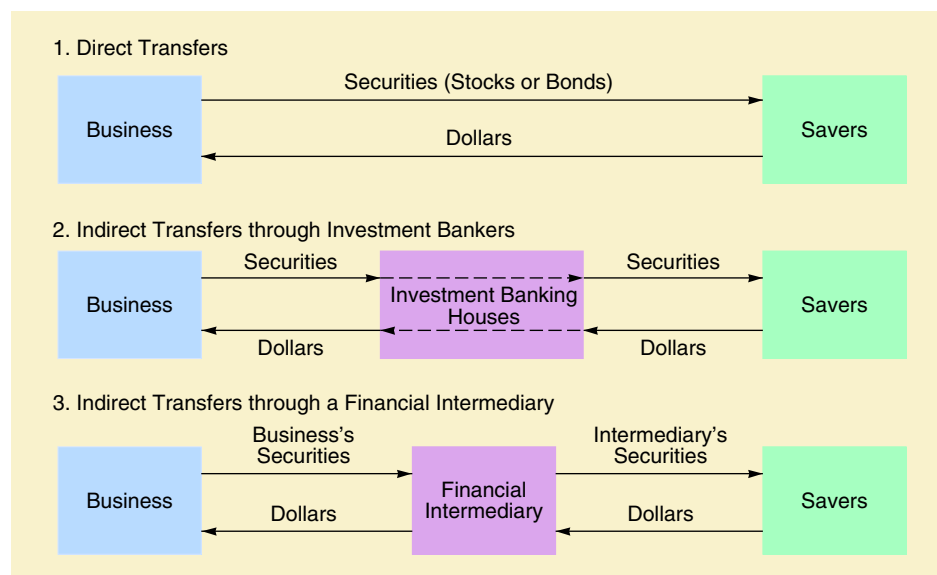 1. Direct Transfers
Securities (Stocks or Bonds)
Business
Savers
Dollars
2. Indirect Transfers through Investment Bankers
Securities
Securities
Business
Investment Banking
Houses
Savers
Dollars
Dollars
3. Indirect Transfers through a Financial Intermediary
Business's
Securities
Intermediary's
Securities
Business
Financial
Intermediary
Savers
Dollars
Dollars